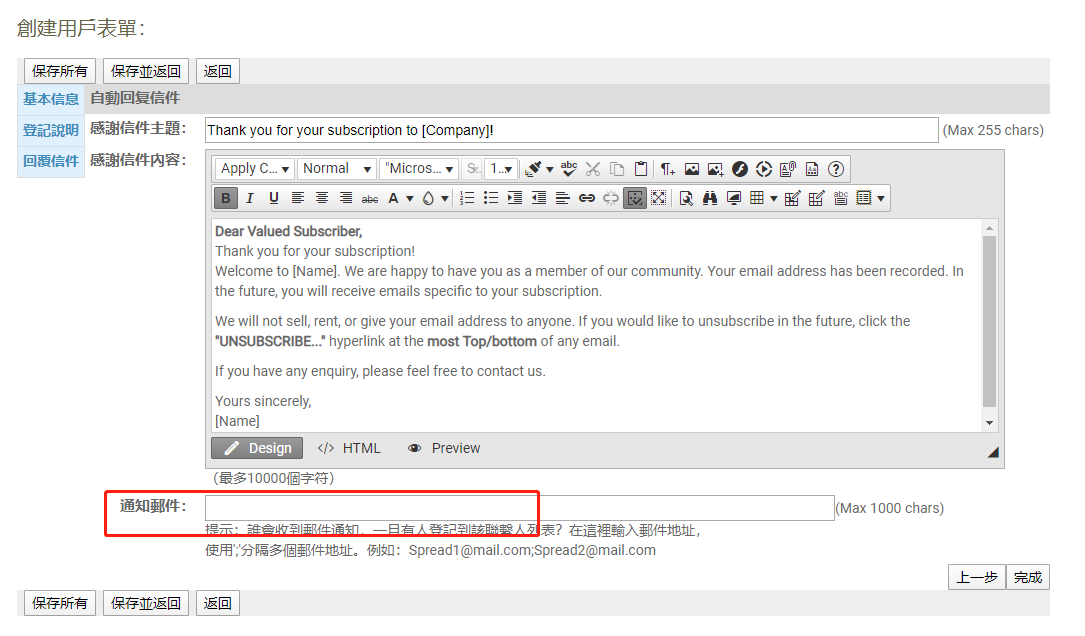 創建用戶表單：
保存所有 保存並返回 返回
基本信息 自動回复信件
登記説明 感謝信件主題： Thank you for your subscription to [Company]! (Max 255 chars)
回覆信件 感謝信件內容：
Apply C... Normal "Micros... 1...
Dear Valued Subscriber,
Thank you for your subscription!
Welcome to [Name]. We are happy to have you as a member of our community. Your email address has been recorded. In
the future, you will receive emails specific to your subscription.
We will not sell, rent, or give your email address to anyone. If you would like to unsubscribe in the future, click the
"UNSUBSCRIBE..." hyperlink at the most Top/bottom of any email.
If you have any enquiry, please feel free to contact us.
Yours sincerely,
[Name]
Design HTML Preview
（最多10000個字符）
通知郵件： (Max 1000 chars)
提示：誰會收到郵件通知，一旦有人登記到該聯繫人列表？在這裡輸入郵件地址，
使用';'分隔多個郵件地址。例如：Spread1@mail.com;Spread2@mail.com
上一步 完成
保存所有 保存並返回 返回